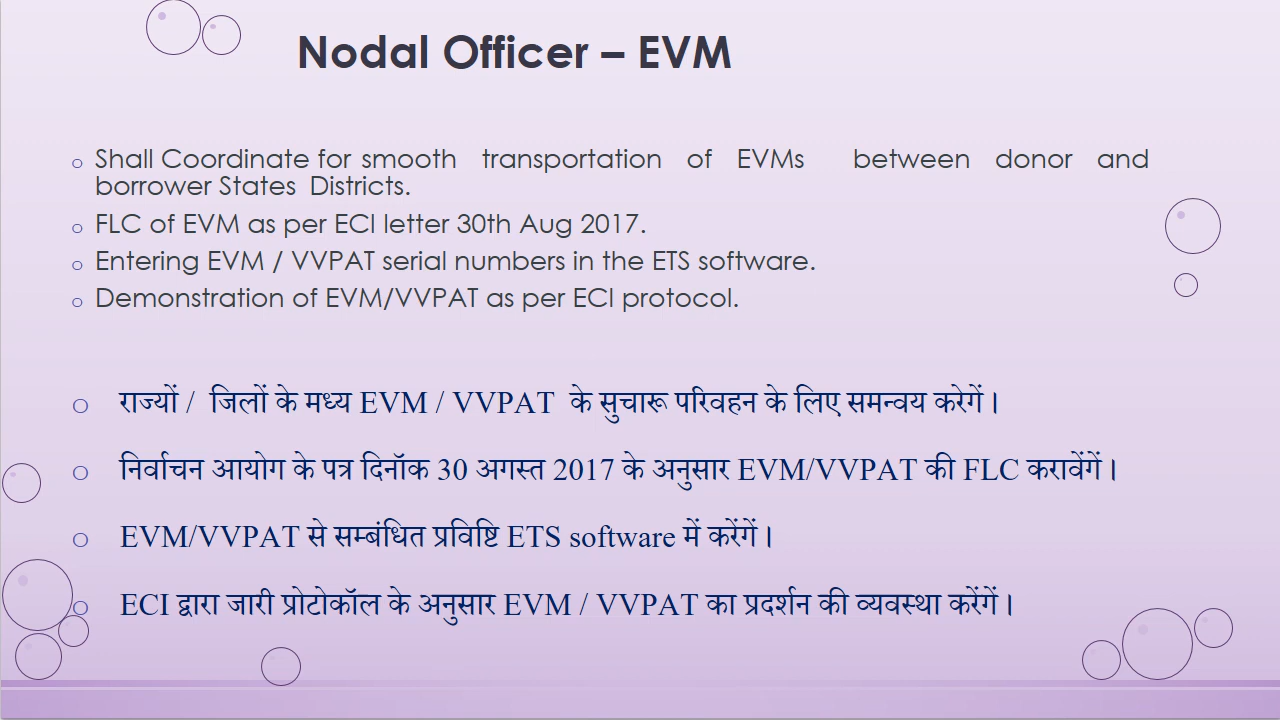 Nodal Officer – EVM
o Shall Coordinate for smooth transportation of EVMs between donor and
borrower States Districts.
o FLC of EVM as per ECI letter 30th Aug 2017.
o Entering EVM / VVPAT serial numbers in the ETS software.
o Demonstration of EVM/VVPAT as per ECI protocol.
o राज्यों / जिलों के मध्य EVM / VVPAT के सुचारू परिवहन के लिए समन्वय करेगें।
o निर्वाचन आयोग के पत्र दिनॉक 30 अगस्त 2017 के अनुसार EVM/VVPAT की FLC करावेंगें।
o EVM/VVPAT से सम्बंधित प्रविष्टि ETS software में करेंगें।
o ECI द्वारा जारी प्रोटोकॉल के अनुसार EVM / VVPAT का प्रदर्शन की व्यवस्था करेंगें।